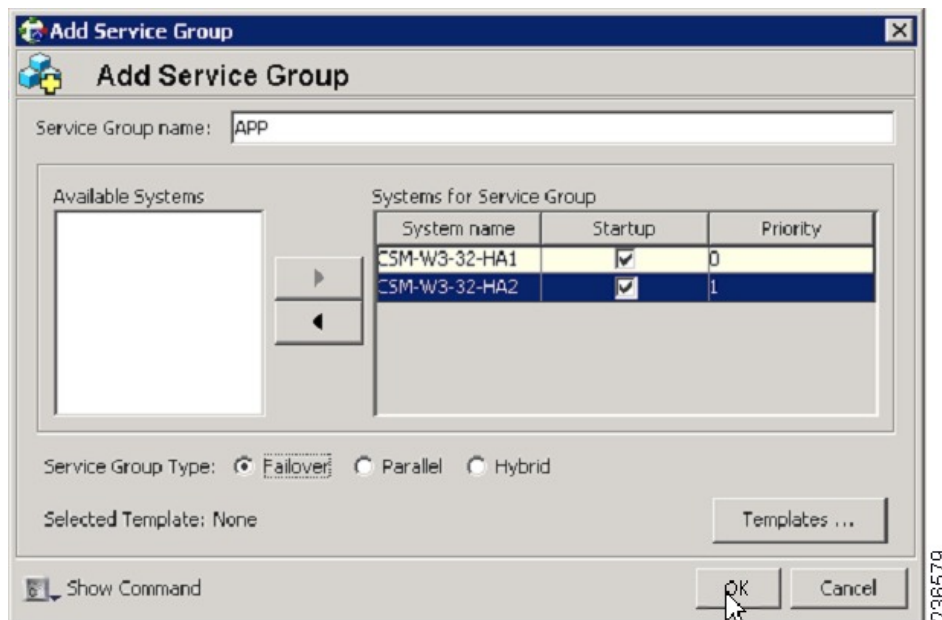 Add Service Group
Add Service Group
Service Group name: APP
Available Systems
Systems for Service Group
System name Startup Priority
CSM-W3-32-HA1 0
CSM-W3-32-HA2 1
Service Group Type: Failover Parallel Hybrid
Selected Template: None Templates ...
Show Command OK Cancel
236579